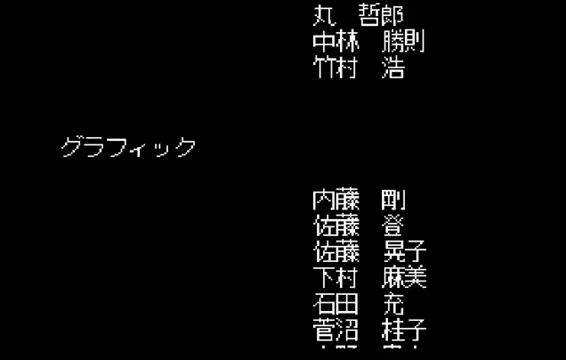 丸 哲郎
中林 勝則
竹村 浩
グラフィック
内藤 剛
佐藤 登
佐藤 晃子
下村 麻美
石田 充
菅沼 桂子